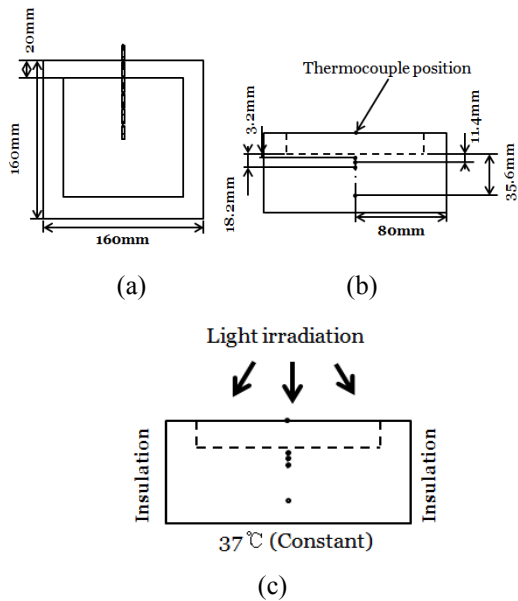 20mm
160mm
160mm
(a)
Thermocouple position
3.2mm
11.4mm
18.2mm
35.6mm
80mm
(b)
Light irradiation
Insulation
Insulation
37℃ (Constant)
(c)